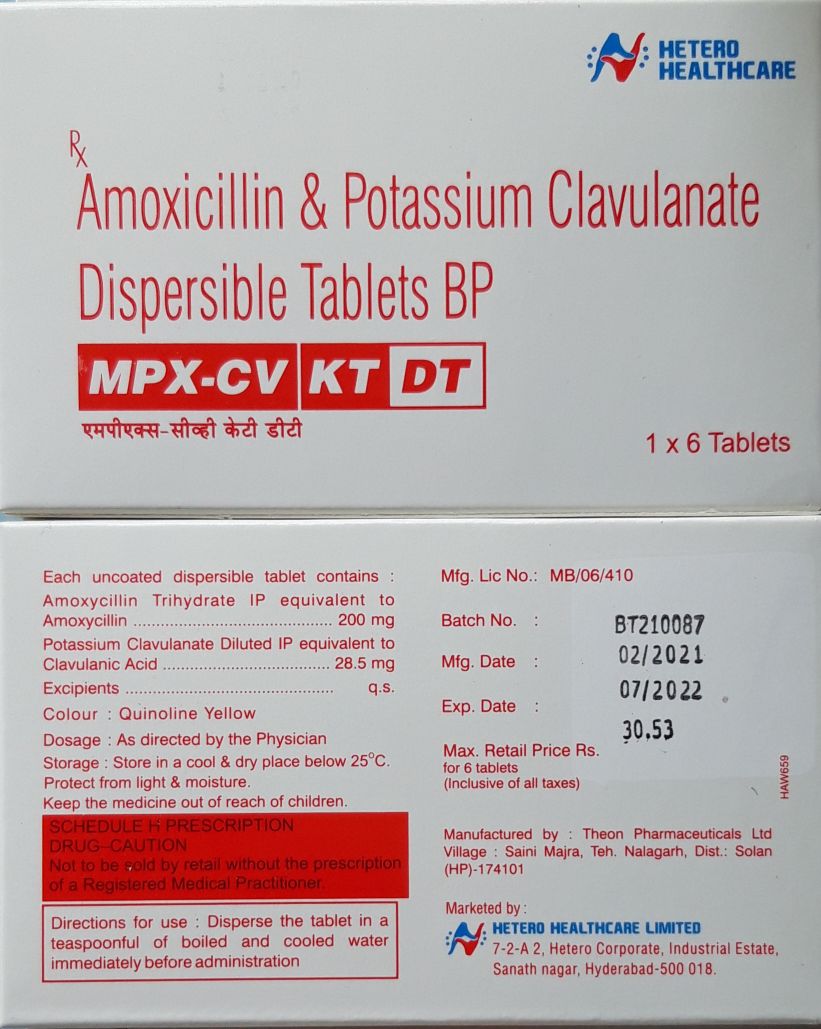 HETERO
HEALTHCARE
Rx
Amoxicillin & Potassium Clavulanate
Dispersible Tablets BP
MPX-CV KT DT
एमपीएक्स-सीव्ही केटी डीटी
1 x 6 Tablets
Each uncoated dispersible tablet contains :
Amoxycillin Trihydrate IP equivalent to
Amoxycillin ............................................ 200 mg
Potassium Clavulanate Diluted IP equivalent to
Clavulanic Acid ..................................... 28.5 mg
Excipients .............................................. q.s.
Colour : Quinoline Yellow
Dosage : As directed by the Physician
Storage : Store in a cool & dry place below 25°C.
Protect from light & moisture.
Keep the medicine out of reach of children.
SCHEDULE H PRESCRIPTION
DRUG-CAUTION
Not to be sold by retail without the prescription
of a Registered Medical Practitioner.
Directions for use : Disperse the tablet in a
teaspoonful of boiled and cooled water
immediately before administration
Mfg. Lic No.: MB/06/410
Batch No. : BT210087
Mfg. Date : 02/2021
Exp. Date : 07/2022
Max. Retail Price Rs. 30.53
for 6 tablets
(Inclusive of all taxes)
HAW659
Manufactured by : Theon Pharmaceuticals Ltd
Village : Saini Majra, Teh. Nalagarh, Dist.: Solan
(HP)-174101
Marketed by :
HETERO HEALTHCARE LIMITED
7-2-A 2, Hetero Corporate, Industrial Estate,
Sanath nagar, Hyderabad-500 018.